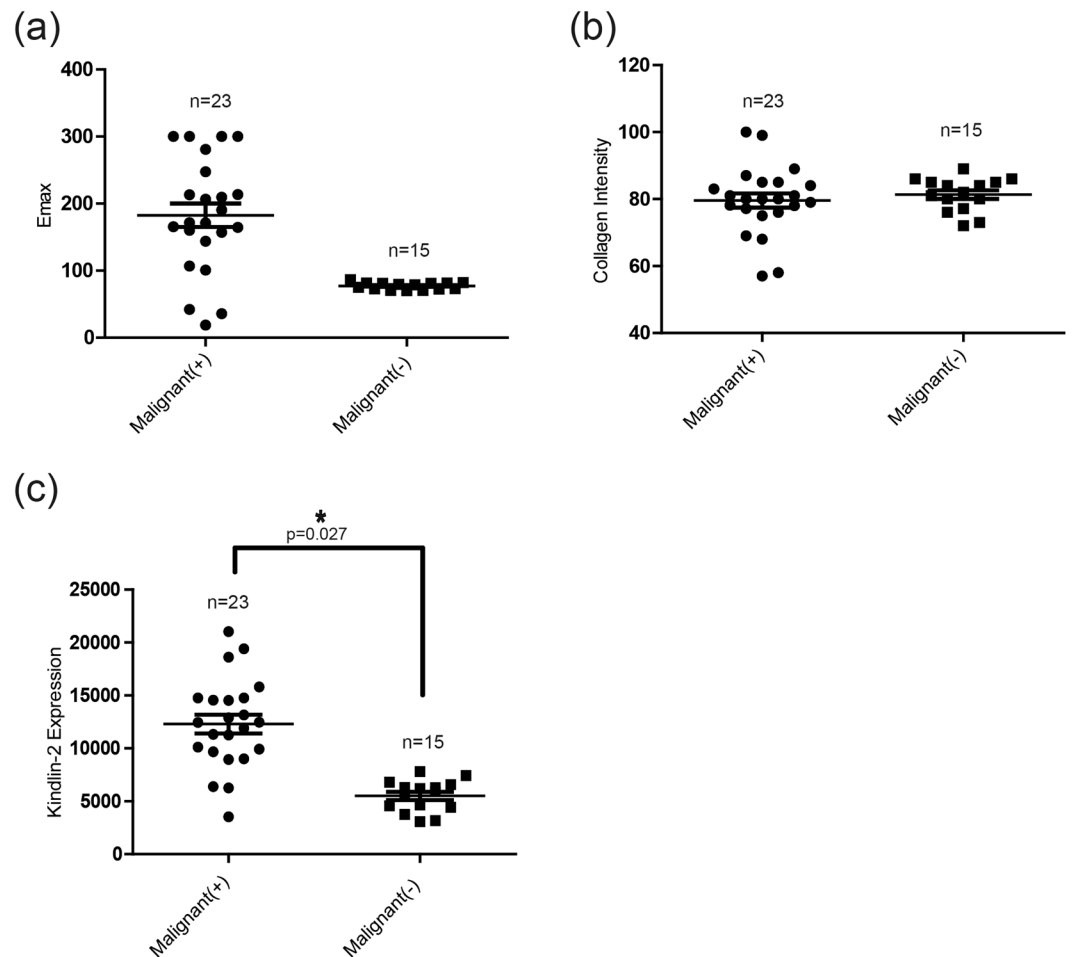 (a)
400
300
200
100
0
Emax
n=23
n=15
Malignant(+)
Malignant(-)
(b)
120
100
80
60
40
Collagen Intensity
n=23
n=15
Malignant(+)
Malignant(-)
(c)
*
p=0.027
25000
20000
15000
10000
5000
0
Kindlin-2 Expression
n=23
n=15
Malignant(+)
Malignant(-)